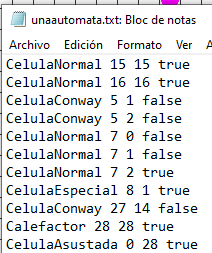 unaautomata.txt: Bloc de notas
Archivo Edición Formato Ver
CelulaNormal 15 15 true
CelulaNormal 16 16 true
CelulaConway 5 1 false
CelulaConway 5 2 false
CelulaNormal 7 0 false
CelulaNormal 7 1 false
CelulaNormal 7 2 true
CelulaEspecial 8 1 true
CelulaConway 27 14 false
Calefactor 28 28 true
CelulaAsustada 0 28 true